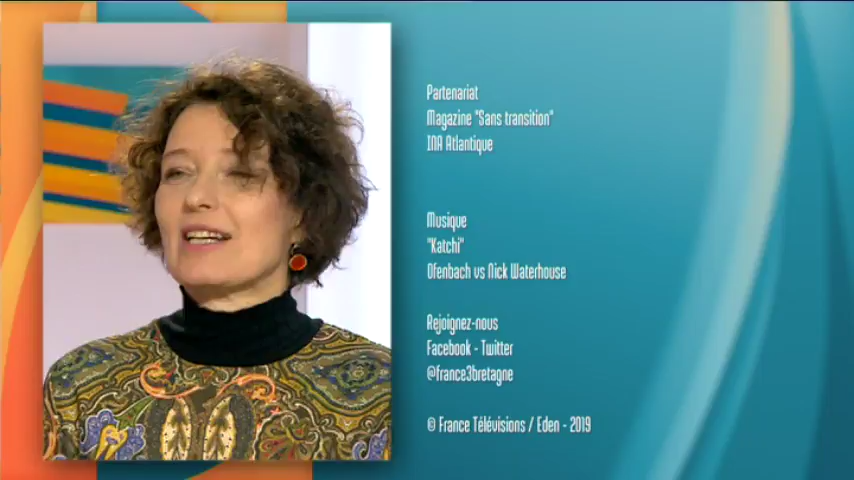 Partenariat
Magazine "Sans transition"
INA Atlantique
Musique
"Katchi"
Ofenbach vs Nick Waterhouse
Rejoignez-nous
Facebook - Twitter
@france3bretagne
© France Télévisions / Eden - 2019